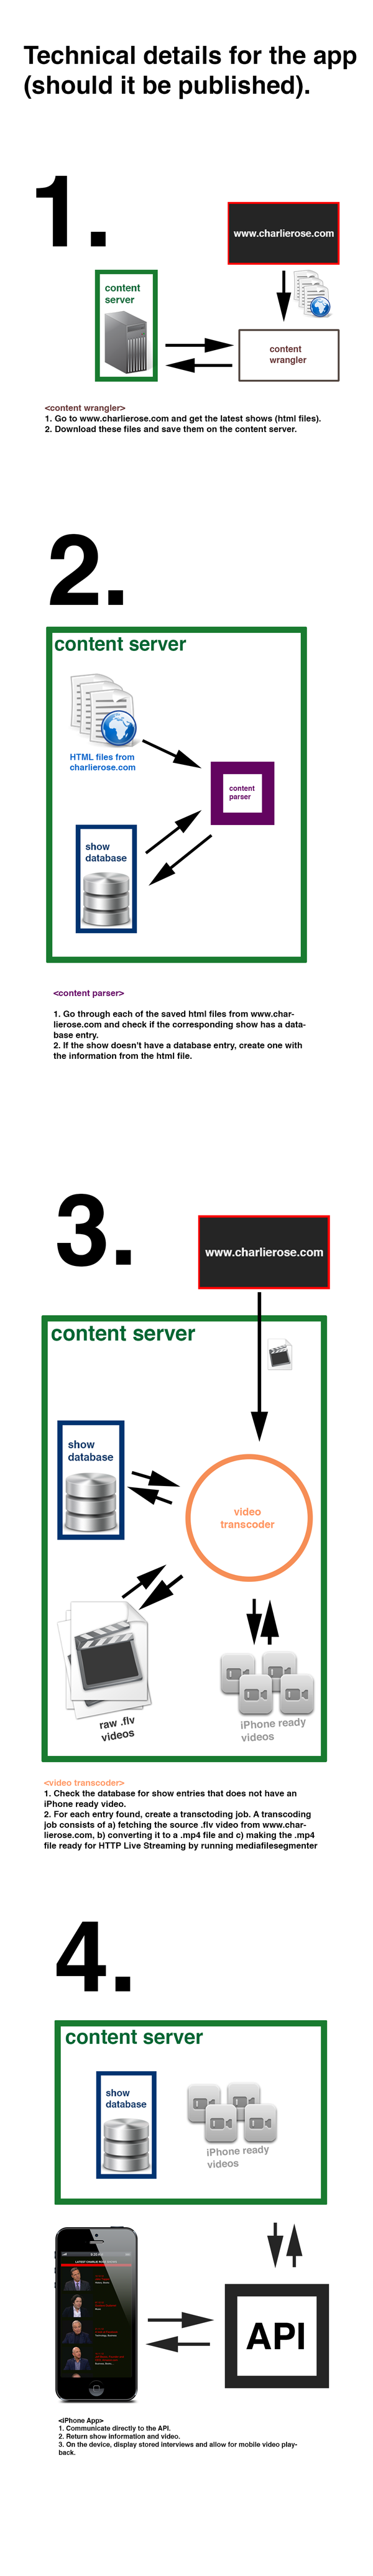 Technical details for the app
(should it be published).
1.
www.charlierose.com
content
server
content
wrangler
<content wrangler>
1. Go to www.charlierose.com and get the latest shows (html files).
2. Download these files and save them on the content server.
2.
content server
HTML files from
charlierose.com
content
parser
show
database
<content parser>
1. Go through each of the saved html files from www.char-
lierose.com and check if the corresponding show has a data-
base entry.
2. If the show doesn't have a database entry, create one with
the information from the html file.
3.
www.charlierose.com
content server
show
database
video
transcoder
raw .flv
videos
iPhone ready
videos
<video transcoder>
1. Check the database for show entries that does not have an
iPhone ready video.
2. For each entry found, create a transctoding job. A transcoding
job consists of a) fetching the source .flv video from www.char-
lierose.com, b) converting it to a .mp4 file and c) making the .mp4
file ready for HTTP Live Streaming by running mediafilesegmenter
4.
content server
show
database
iPhone ready
videos
API
<iPhone App>
1. Communicate directly to the API.
2. Return show information and video.
3. On the device, display stored interviews and allow for mobile video play-
back.